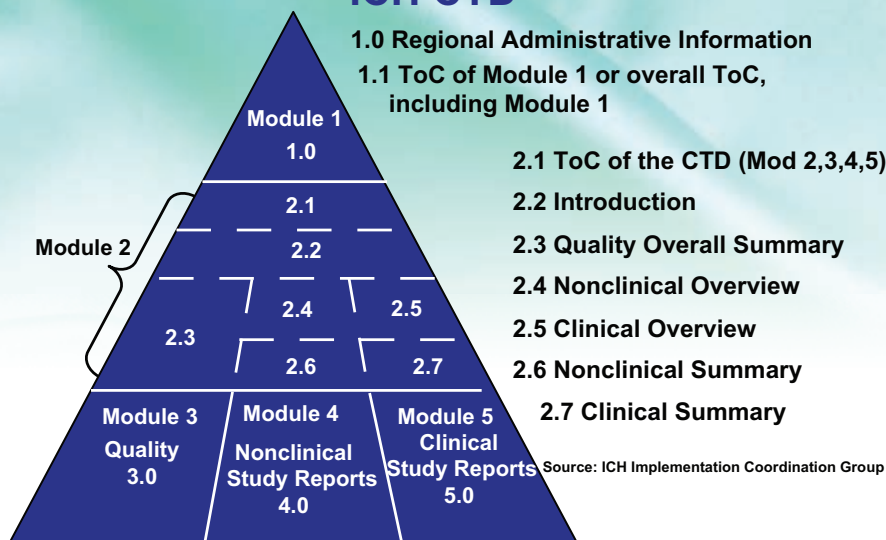 1.0 Regional Administrative Information
1.1 ToC of Module 1 or overall ToC,
including Module 1
Module 1
1.0
2.1 ToC of the CTD (Mod 2,3,4,5)
2.1
2.2 Introduction
Module 2
2.2
2.3 Quality Overall Summary
2.4 Nonclinical Overview
2.4
2.5
2.5 Clinical Overview
2.3
2.6
2.7
2.6 Nonclinical Summary
2.7 Clinical Summary
Module 3
Quality
3.0
Module 4
Nonclinical
Study Reports
4.0
Module 5
Clinical
Study Reports
5.0
Source: ICH Implementation Coordination Group